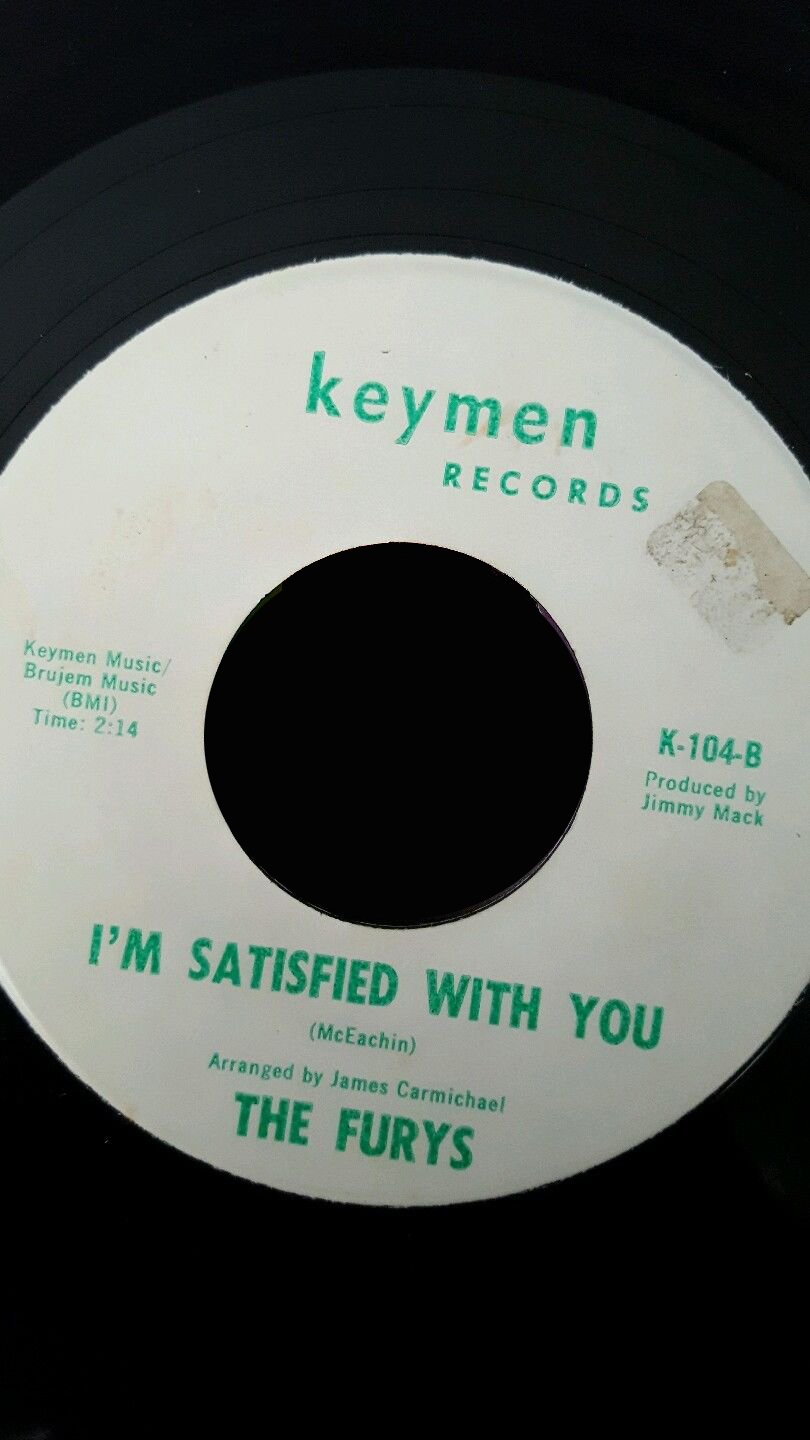 keymen
RECORDS
Keymen Music/
Brujem Music
(BMI)
Time: 2:14
K-104-B
Produced by
Jimmy Mack
I'M SATISFIED WITH YOU
(McEachin)
Arranged by James Carmichael
THE FURYS